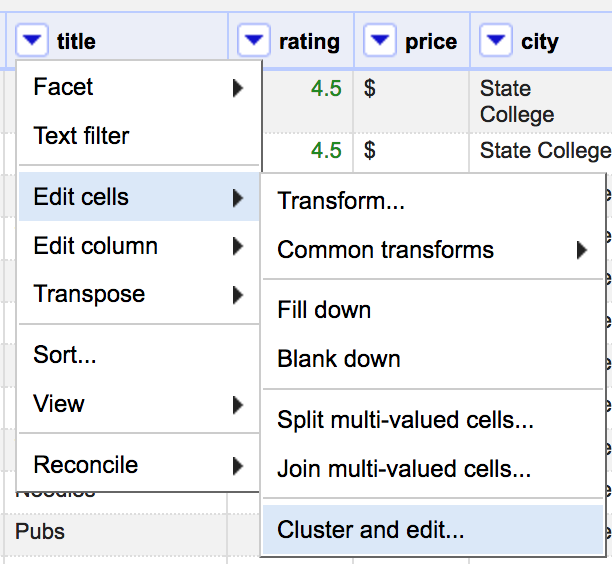 title
rating
price
city
Facet
Text filter
Edit cells
Edit column
Transpose
Sort...
View
Reconcile
Pubs
4.5
$
State
College
4.5
$
State College
Transform...
Common transforms
Fill down
Blank down
Split multi-valued cells...
Join multi-valued cells...
Cluster and edit...